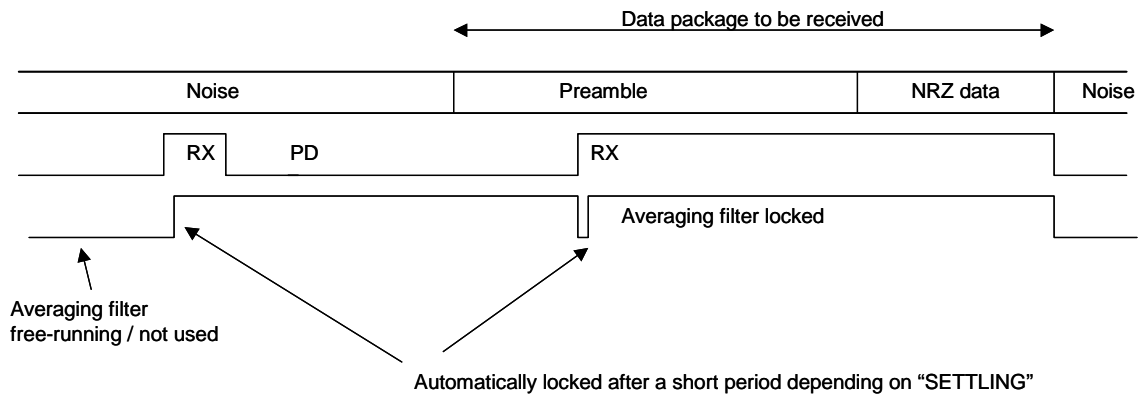 Data package to be received
Noise Preamble NRZ data Noise
RX PD RX
Averaging filter locked
Averaging filter
free-running / not used
Automatically locked after a short period depending on “SETTLING”